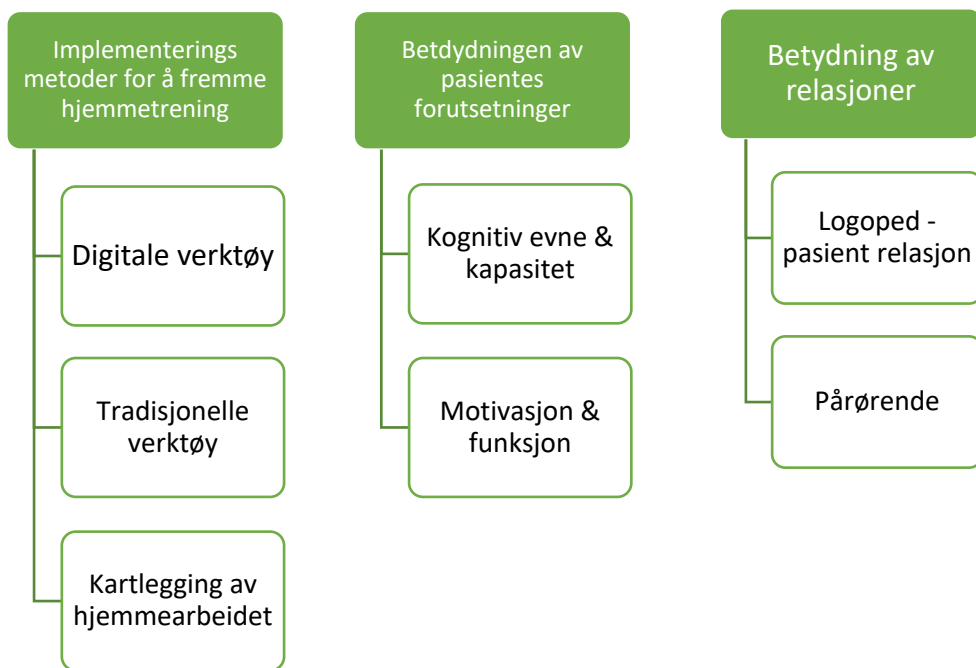 Implementerings
metoder for å fremme
hjemmetrening
Digitale verktøy
Tradisjonelle
verktøy
Kartlegging av
hjemmearbeidet
Betdydningen av
pasientes
forutsetninger
Kognitiv evne &
kapasitet
Motivasjon &
funksjon
Betydning av
relasjoner
Logoped -
pasient relasjon
Pårørende